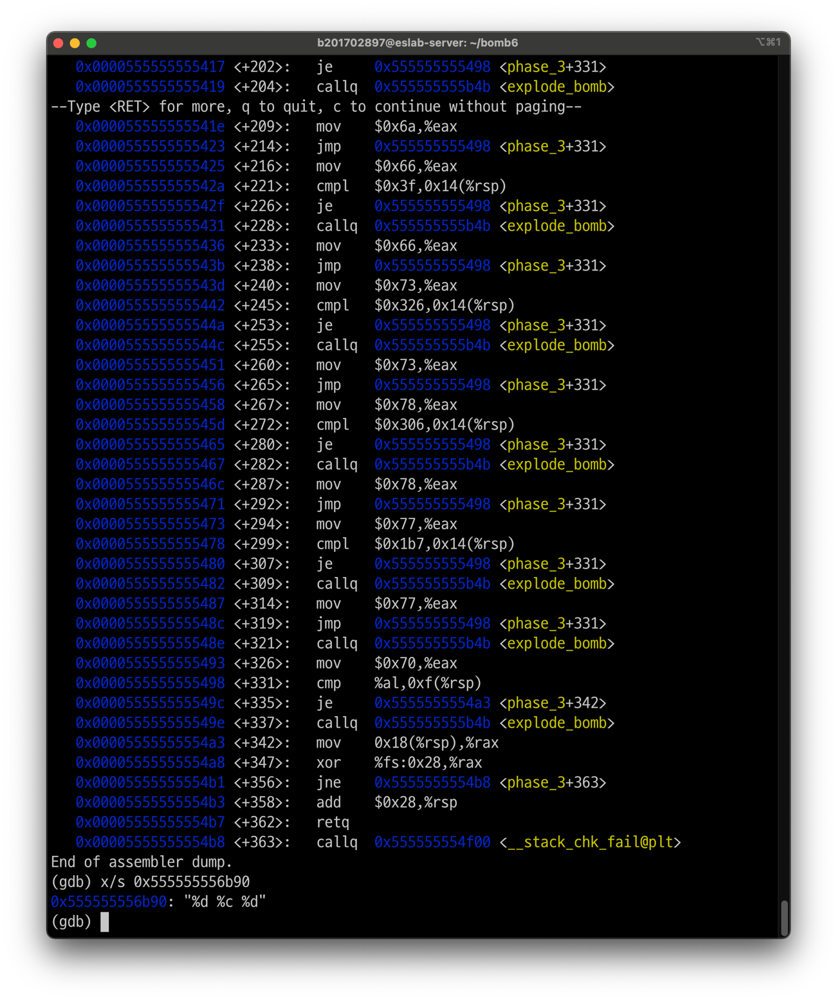 b201702897@eslab-server: ~/bomb6
⌥⌘1
0x0000555555555417 <+202>: je 0x555555555498 <phase_3+331>
0x0000555555555419 <+204>: callq 0x555555555b4b <explode_bomb>
--Type <RET> for more, q to quit, c to continue without paging--
0x000055555555541e <+209>: mov $0x6a,%eax
0x0000555555555423 <+214>: jmp 0x555555555498 <phase_3+331>
0x0000555555555425 <+216>: mov $0x66,%eax
0x000055555555542a <+221>: cmpl $0x3f,0x14(%rsp)
0x000055555555542f <+226>: je 0x555555555498 <phase_3+331>
0x0000555555555431 <+228>: callq 0x555555555b4b <explode_bomb>
0x0000555555555436 <+233>: mov $0x66,%eax
0x000055555555543b <+238>: jmp 0x555555555498 <phase_3+331>
0x000055555555543d <+240>: mov $0x73,%eax
0x0000555555555442 <+245>: cmpl $0x326,0x14(%rsp)
0x000055555555544a <+253>: je 0x555555555498 <phase_3+331>
0x000055555555544c <+255>: callq 0x555555555b4b <explode_bomb>
0x0000555555555451 <+260>: mov $0x73,%eax
0x0000555555555456 <+265>: jmp 0x555555555498 <phase_3+331>
0x0000555555555458 <+267>: mov $0x78,%eax
0x000055555555545d <+272>: cmpl $0x306,0x14(%rsp)
0x0000555555555465 <+280>: je 0x555555555498 <phase_3+331>
0x0000555555555467 <+282>: callq 0x555555555b4b <explode_bomb>
0x000055555555546c <+287>: mov $0x78,%eax
0x0000555555555471 <+292>: jmp 0x555555555498 <phase_3+331>
0x0000555555555473 <+294>: mov $0x77,%eax
0x0000555555555478 <+299>: cmpl $0x1b7,0x14(%rsp)
0x0000555555555480 <+307>: je 0x555555555498 <phase_3+331>
0x0000555555555482 <+309>: callq 0x555555555b4b <explode_bomb>
0x0000555555555487 <+314>: mov $0x77,%eax
0x000055555555548c <+319>: jmp 0x555555555498 <phase_3+331>
0x000055555555548e <+321>: callq 0x555555555b4b <explode_bomb>
0x0000555555555493 <+326>: mov $0x70,%eax
0x0000555555555498 <+331>: cmp %al,0xf(%rsp)
0x000055555555549c <+335>: je 0x5555555554a3 <phase_3+342>
0x000055555555549e <+337>: callq 0x555555555b4b <explode_bomb>
0x00005555555554a3 <+342>: mov 0x18(%rsp),%rax
0x00005555555554a8 <+347>: xor %fs:0x28,%rax
0x00005555555554b1 <+356>: jne 0x5555555554b8 <phase_3+363>
0x00005555555554b3 <+358>: add $0x28,%rsp
0x00005555555554b7 <+362>: retq
0x00005555555554b8 <+363>: callq 0x555555554f00 <__stack_chk_fail@plt>
End of assembler dump.
(gdb) x/s 0x555555556b90
0x555555556b90: "%d %c %d"
(gdb)